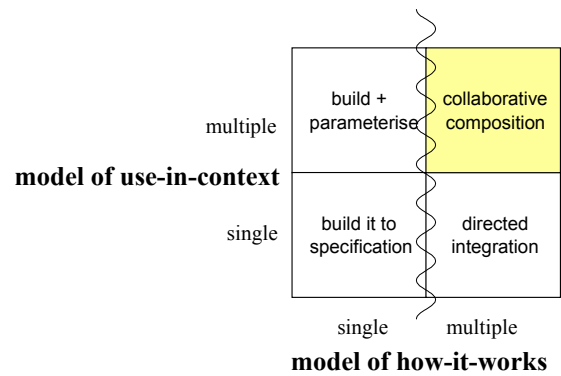 build +
parameterise
collaborative
composition
multiple
model of use-in-context
single
build it to
specification
directed
integration
single
multiple
model of how-it-works